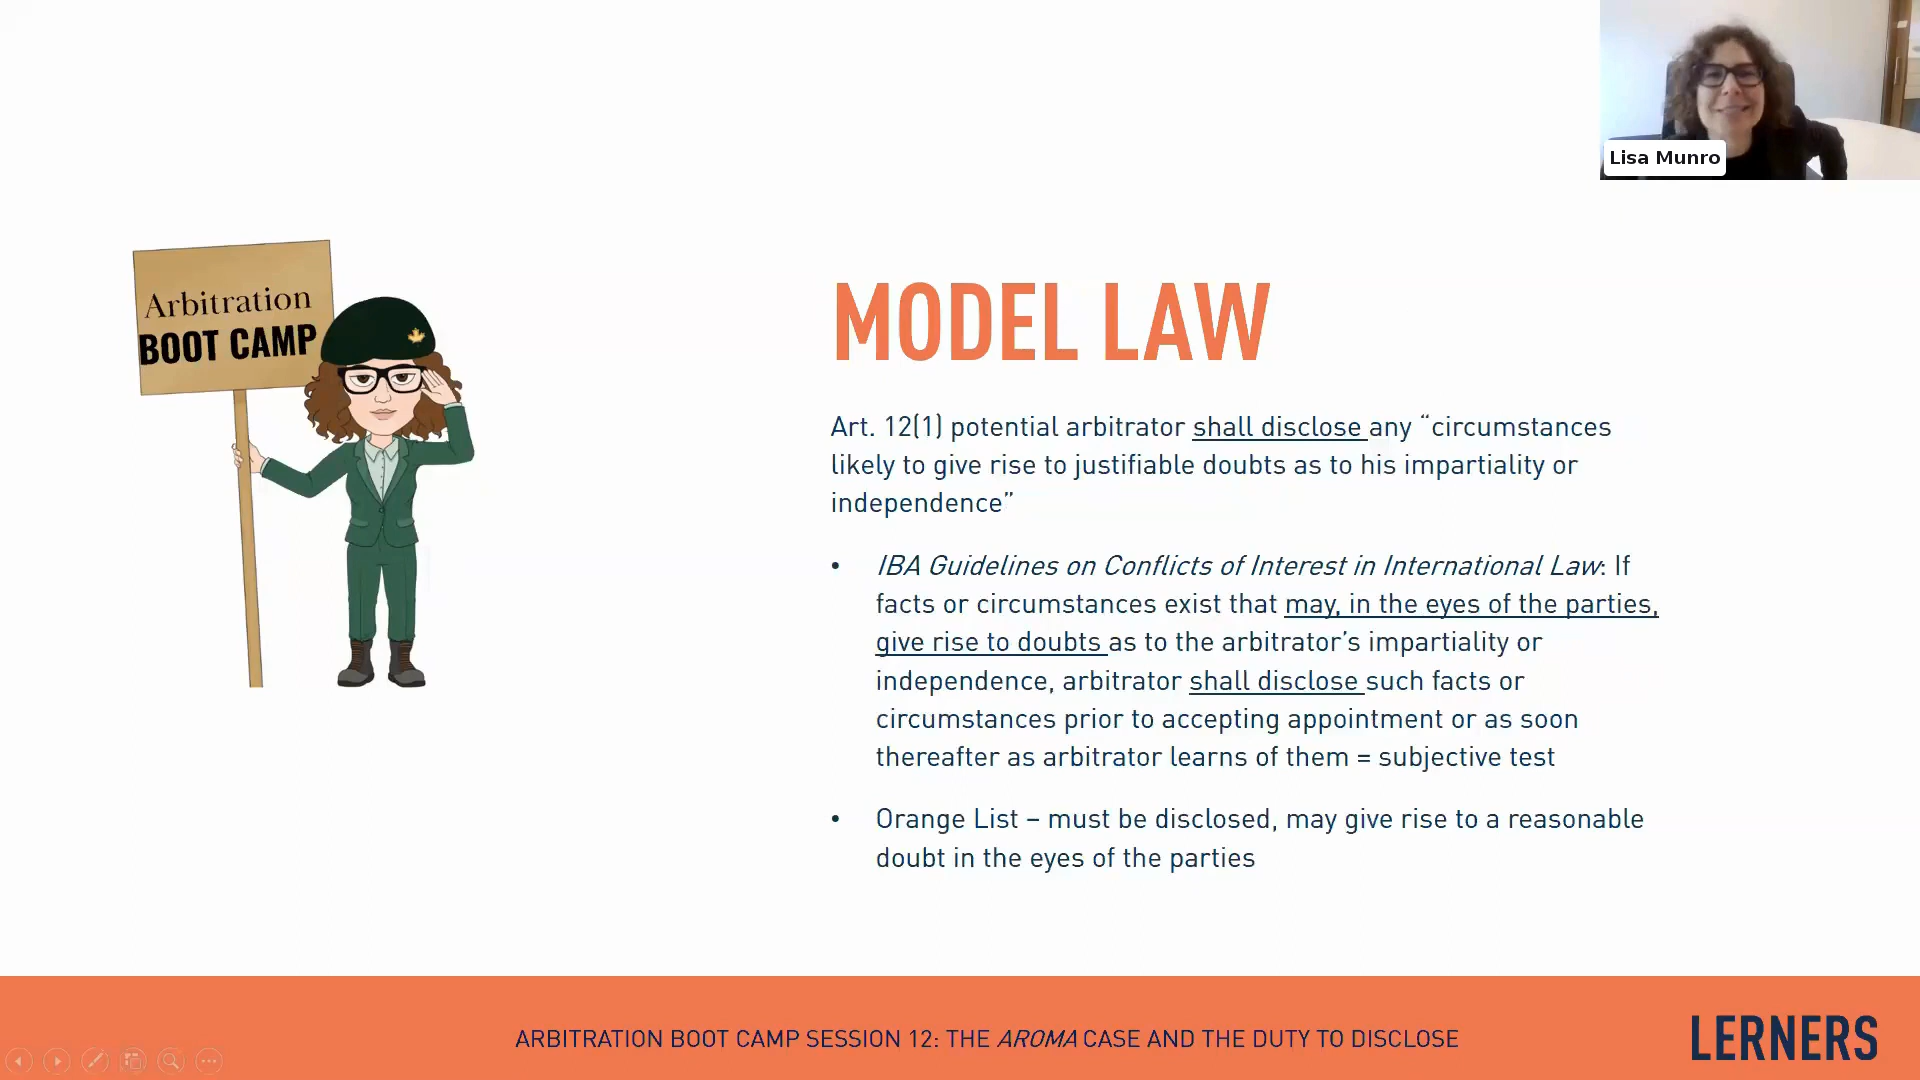 Lisa Munro
Arbitration
BOOT CAMP
MODEL LAW
Art. 12(1) potential arbitrator shall disclose any “circumstances
likely to give rise to justifiable doubts as to his impartiality or
independence”
• IBA Guidelines on Conflicts of Interest in International Law: If
facts or circumstances exist that may, in the eyes of the parties,
give rise to doubts as to the arbitrator’s impartiality or
independence, arbitrator shall disclose such facts or
circumstances prior to accepting appointment or as soon
thereafter as arbitrator learns of them = subjective test
• Orange List – must be disclosed, may give rise to a reasonable
doubt in the eyes of the parties
ARBITRATION BOOT CAMP SESSION 12: THE AROMA CASE AND THE DUTY TO DISCLOSE
LERNERS